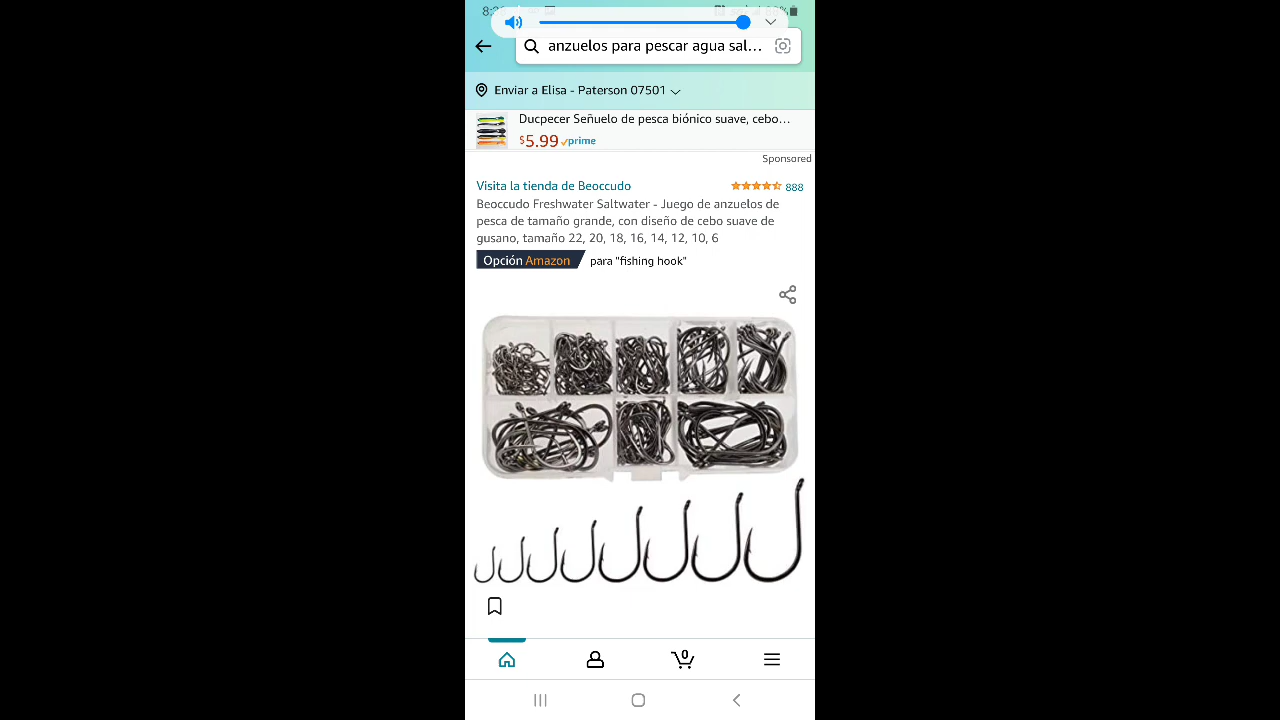 anzuelos para pescar agua sal...
Enviar a Elisa - Paterson 07501
Ducpecer Señuelo de pesca biónico suave, cebo...
$5.99 prime
Sponsored
Visita la tienda de Beoccudo
888
Beoccudo Freshwater Saltwater - Juego de anzuelos de
pesca de tamaño grande, con diseño de cebo suave de
gusano, tamaño 22, 20, 18, 16, 14, 12, 10, 6
Opción Amazon para "fishing hook"
0